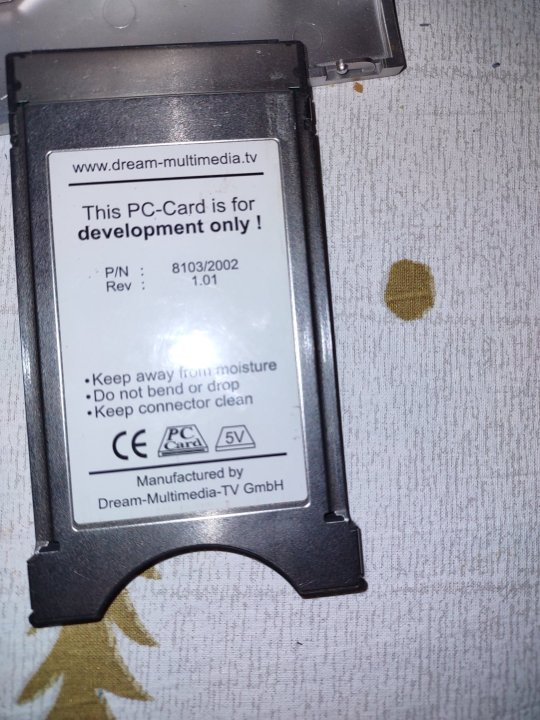 www.dream-multimedia.tv
This PC-Card is for
development only !
P/N : 8103/2002
Rev : 1.01
•Keep away from moisture
•Do not bend or drop
•Keep connector clean
CE PC Card 5V
Manufactured by
Dream-Multimedia-TV GmbH